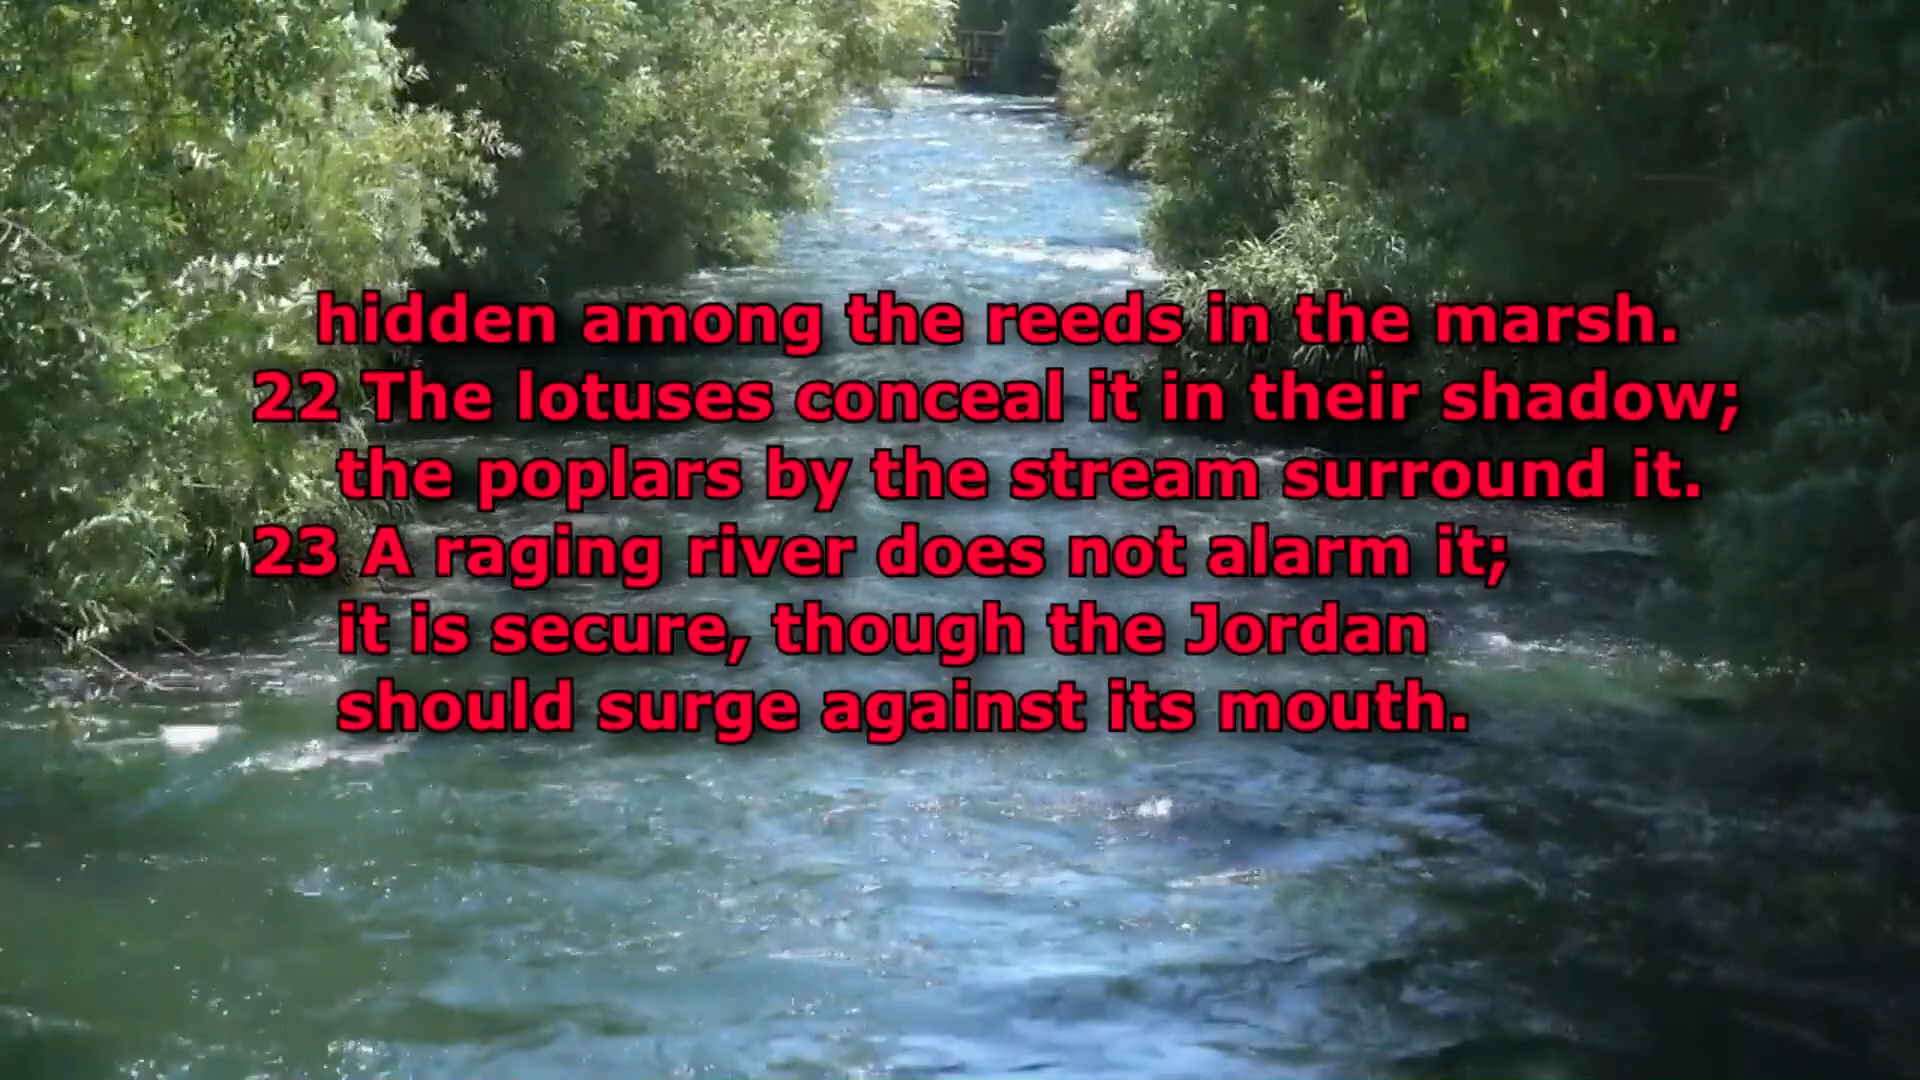 hidden among the reeds in the marsh.
22 The lotuses conceal it in their shadow;
the poplars by the stream surround it.
23 A raging river does not alarm it;
it is secure, though the Jordan
should surge against its mouth.